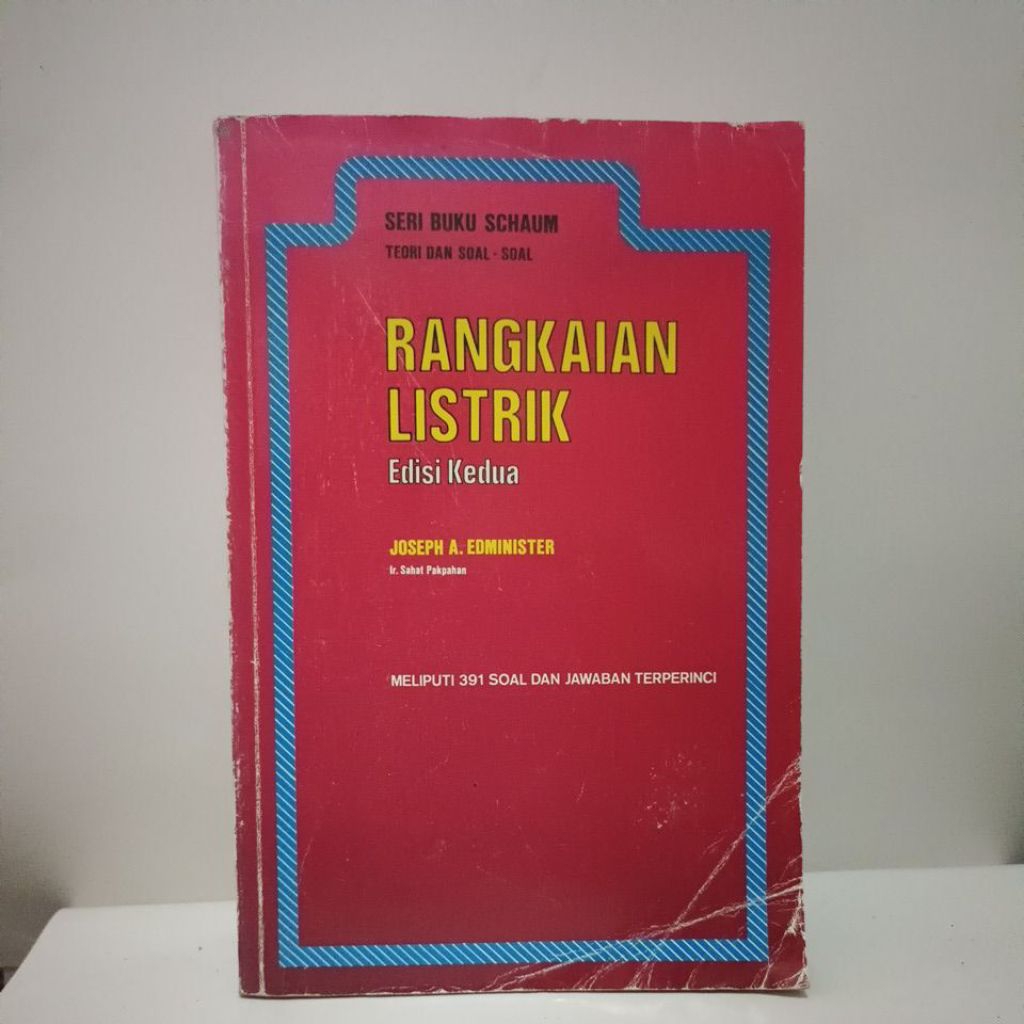 SERI BUKU SCHAUM
TEORI DAN SOAL - SOAL
RANGKAIAN
LISTRIK
Edisi Kedua
JOSEPH A. EDMINISTER
Ir. Sahat Pakpahan
MELIPUTI 391 SOAL DAN JAWABAN TERPERINCI